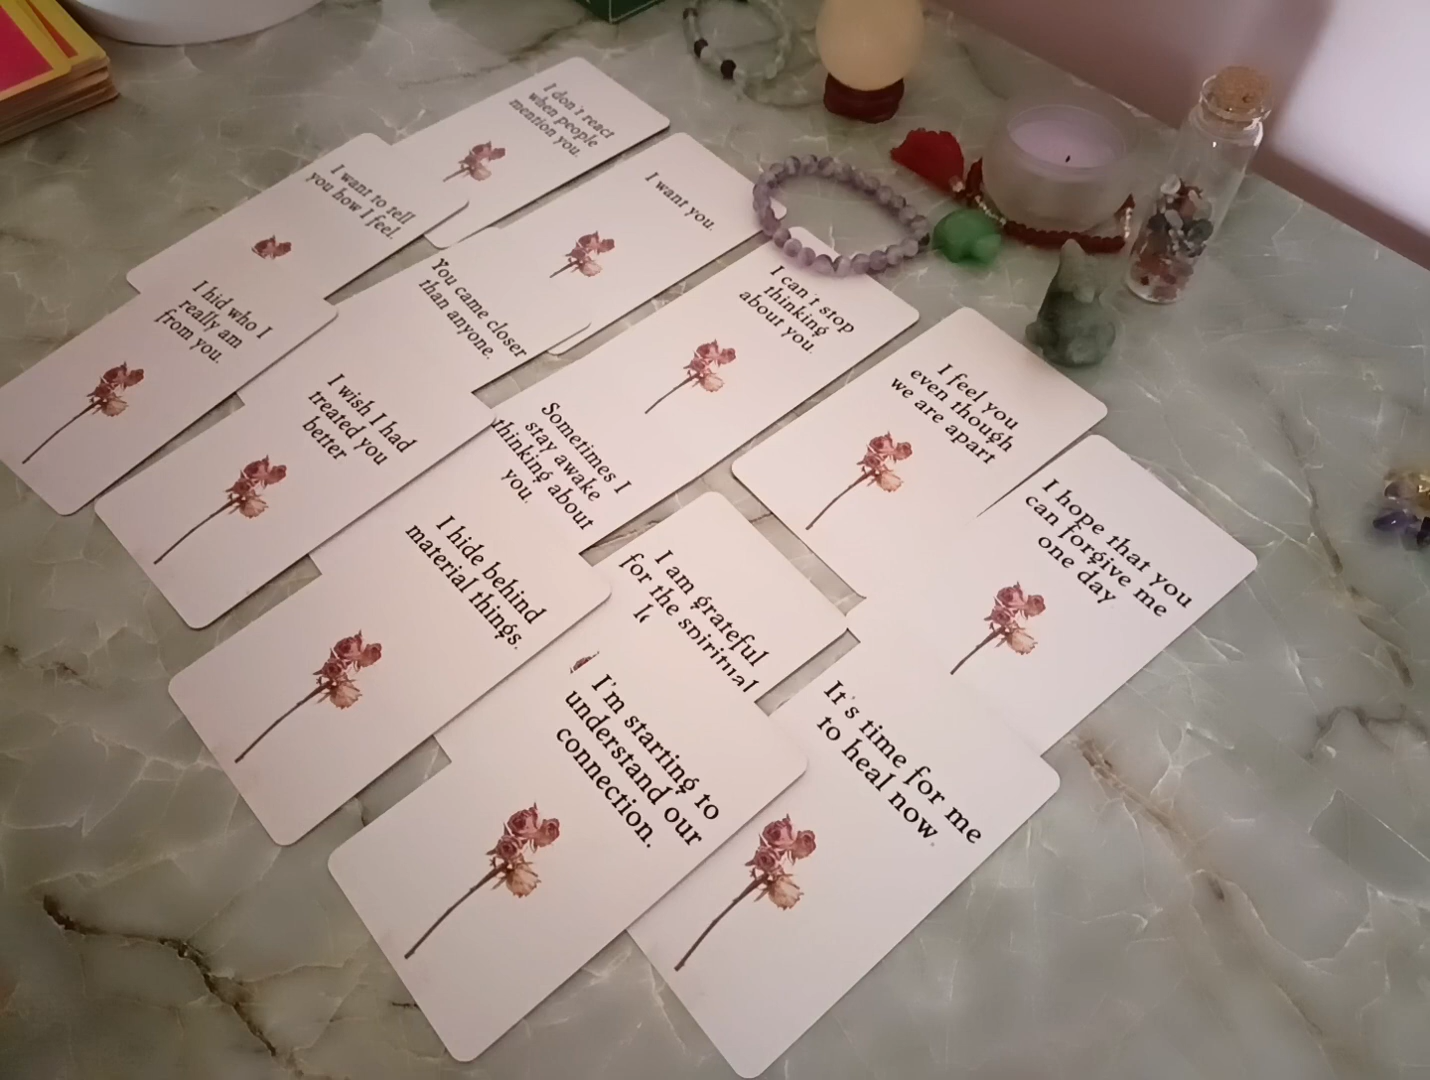 I don't react
when people
mention you.
I want to tell
you how I feel.
I want you.
I hid who I
really am
from you.
You came closer
than anyone.
I can't stop
thinking
about you.
I wish I had
treated you
better
Sometimes I
stay awake
thinking about
you.
I feel you
even though
we are apart
I hide behind
material things.
I am grateful
for the spiritual
I hope that you
can forgive me
one day
I'm starting to
understand our
connection.
It's time for me
to heal now.